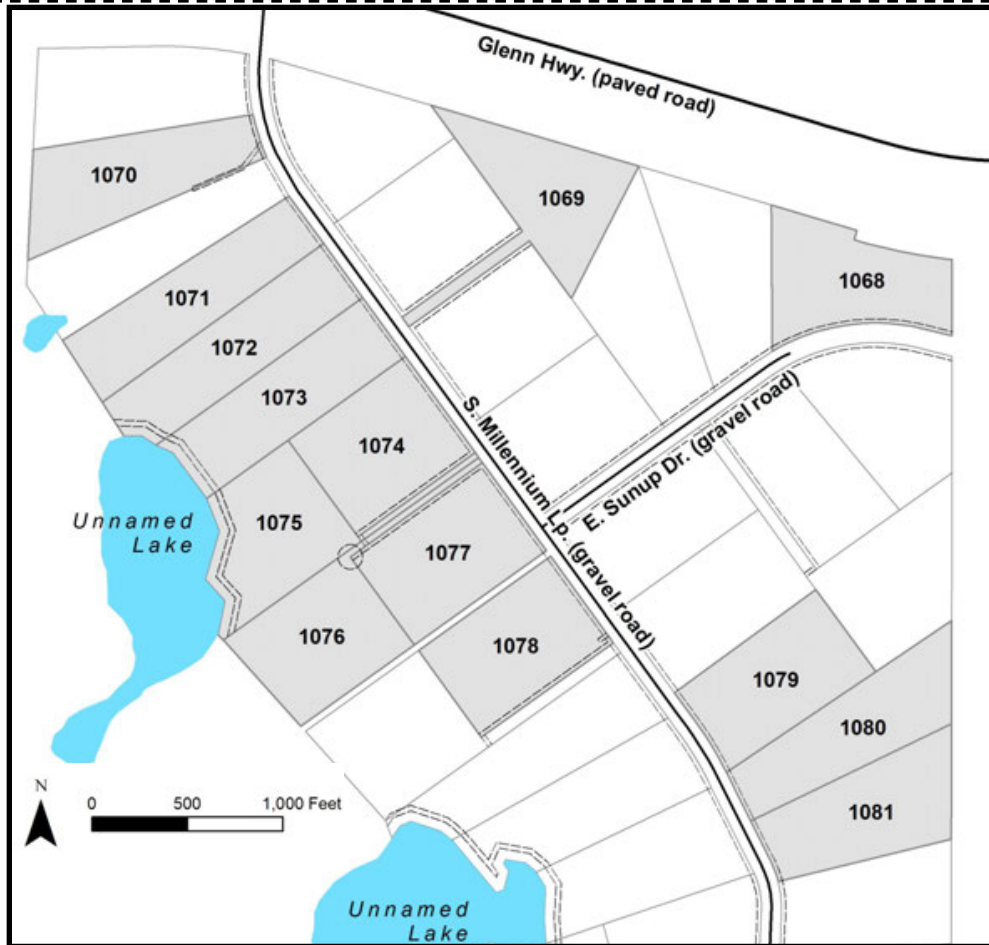 Glenn Hwy. (paved road)
1070
1069
1068
1071
1072
1073
S. Millennium Lp. (gravel road)
E. Sunup Dr. (gravel road)
1074
1075
Unnamed
Lake
1077
1076
1078
1079
1080
1081
N
0 500 1,000 Feet
Unnamed
Lake